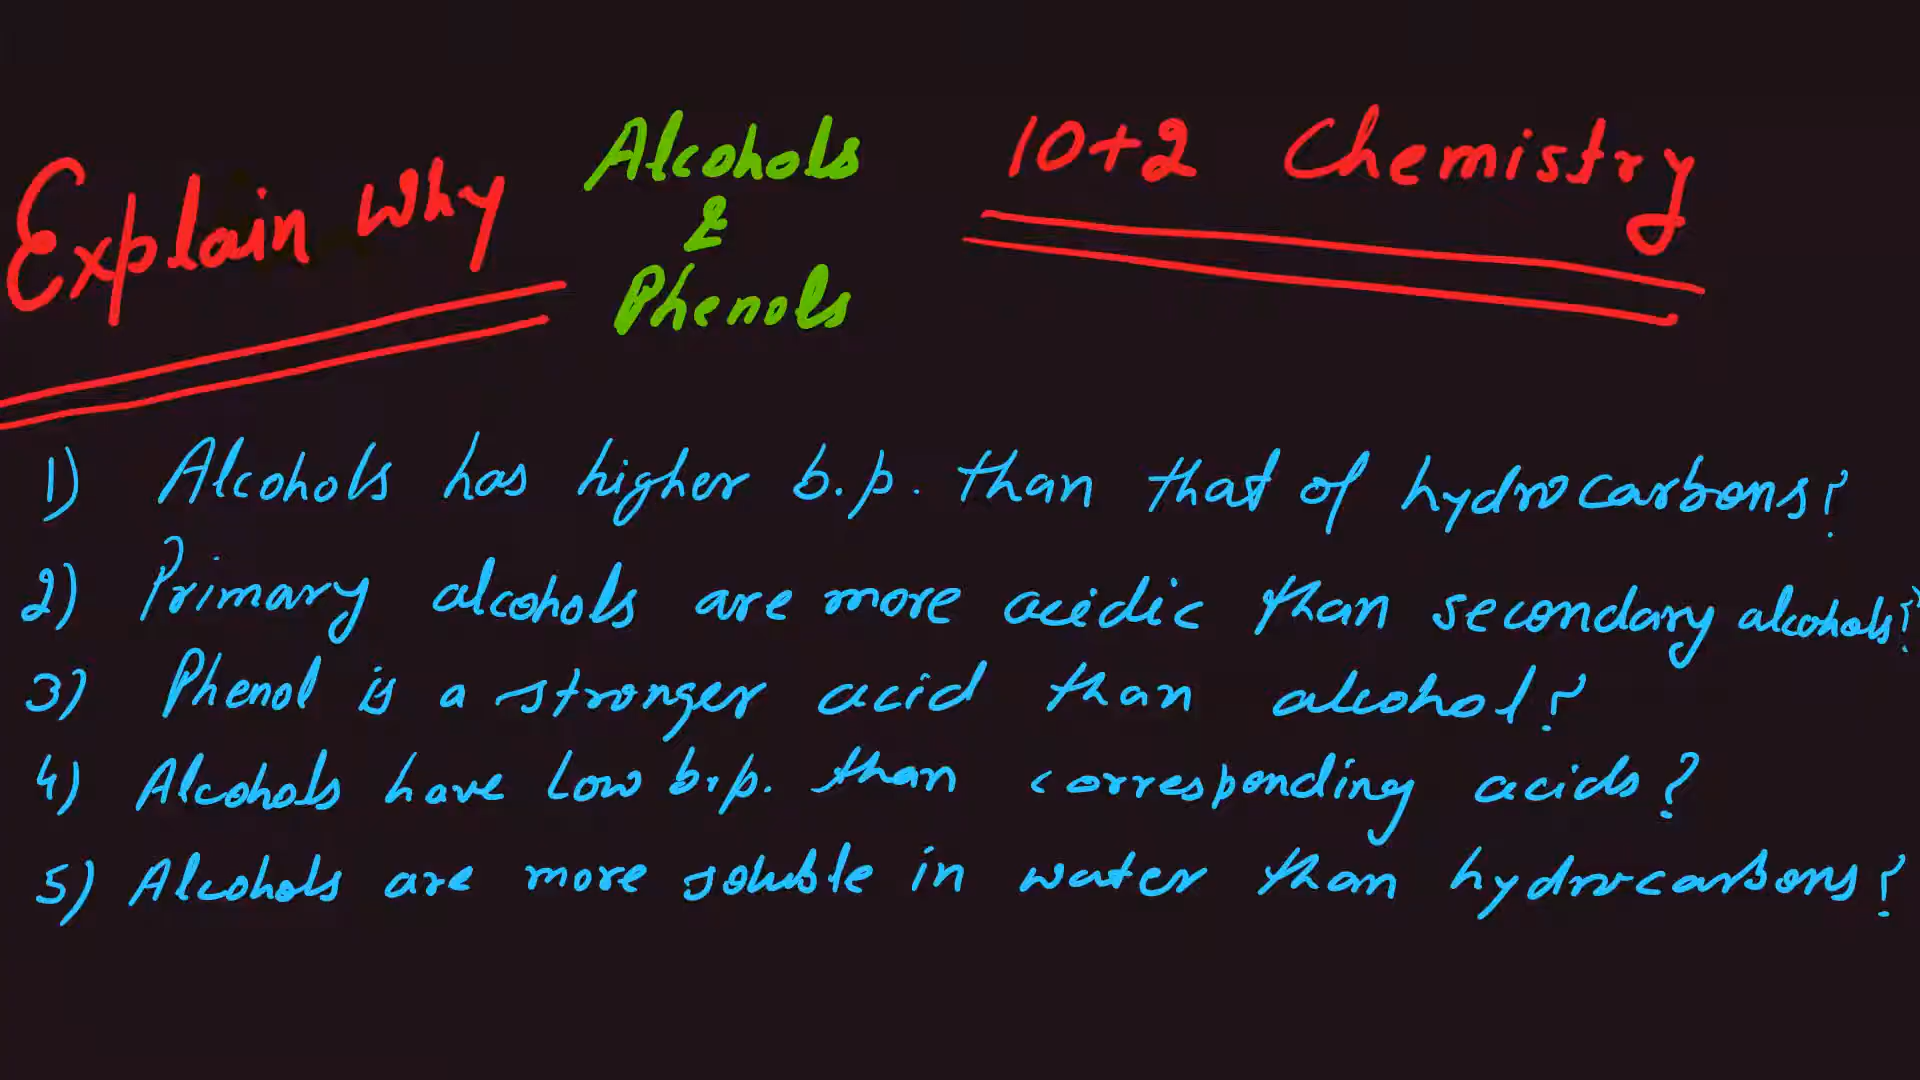 Explain Why
Alcohols
&
Phenols
10+2 Chemistry
1) Alcohols has higher b.p. than that of hydrocarbons?
2) Primary alcohols are more acidic than secondary alcohols?
3) Phenol is a stronger acid than alcohol?
4) Alcohols have low b.p. than corresponding acids?
5) Alcohols are more soluble in water than hydrocarbons?